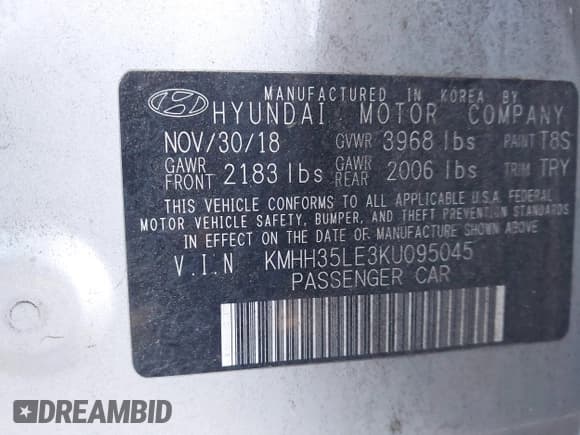 MANUFACTURED IN KOREA BY
HYUNDAI MOTOR COMPANY
NOV/30/18 GVWR 3968 lbs PAINT T8S
GAWR FRONT 2183 lbs GAWR REAR 2006 lbs TRIM TRY
THIS VEHICLE CONFORMS TO ALL APPLICABLE U.S.A. FEDERAL
MOTOR VEHICLE SAFETY, BUMPER, AND THEFT PREVENTION STANDARDS
IN EFFECT ON THE DATE OF MANUFACTURE SHOWN ABOVE.
V.I.N KMHH35LE3KU095045
PASSENGER CAR
DREAMBID